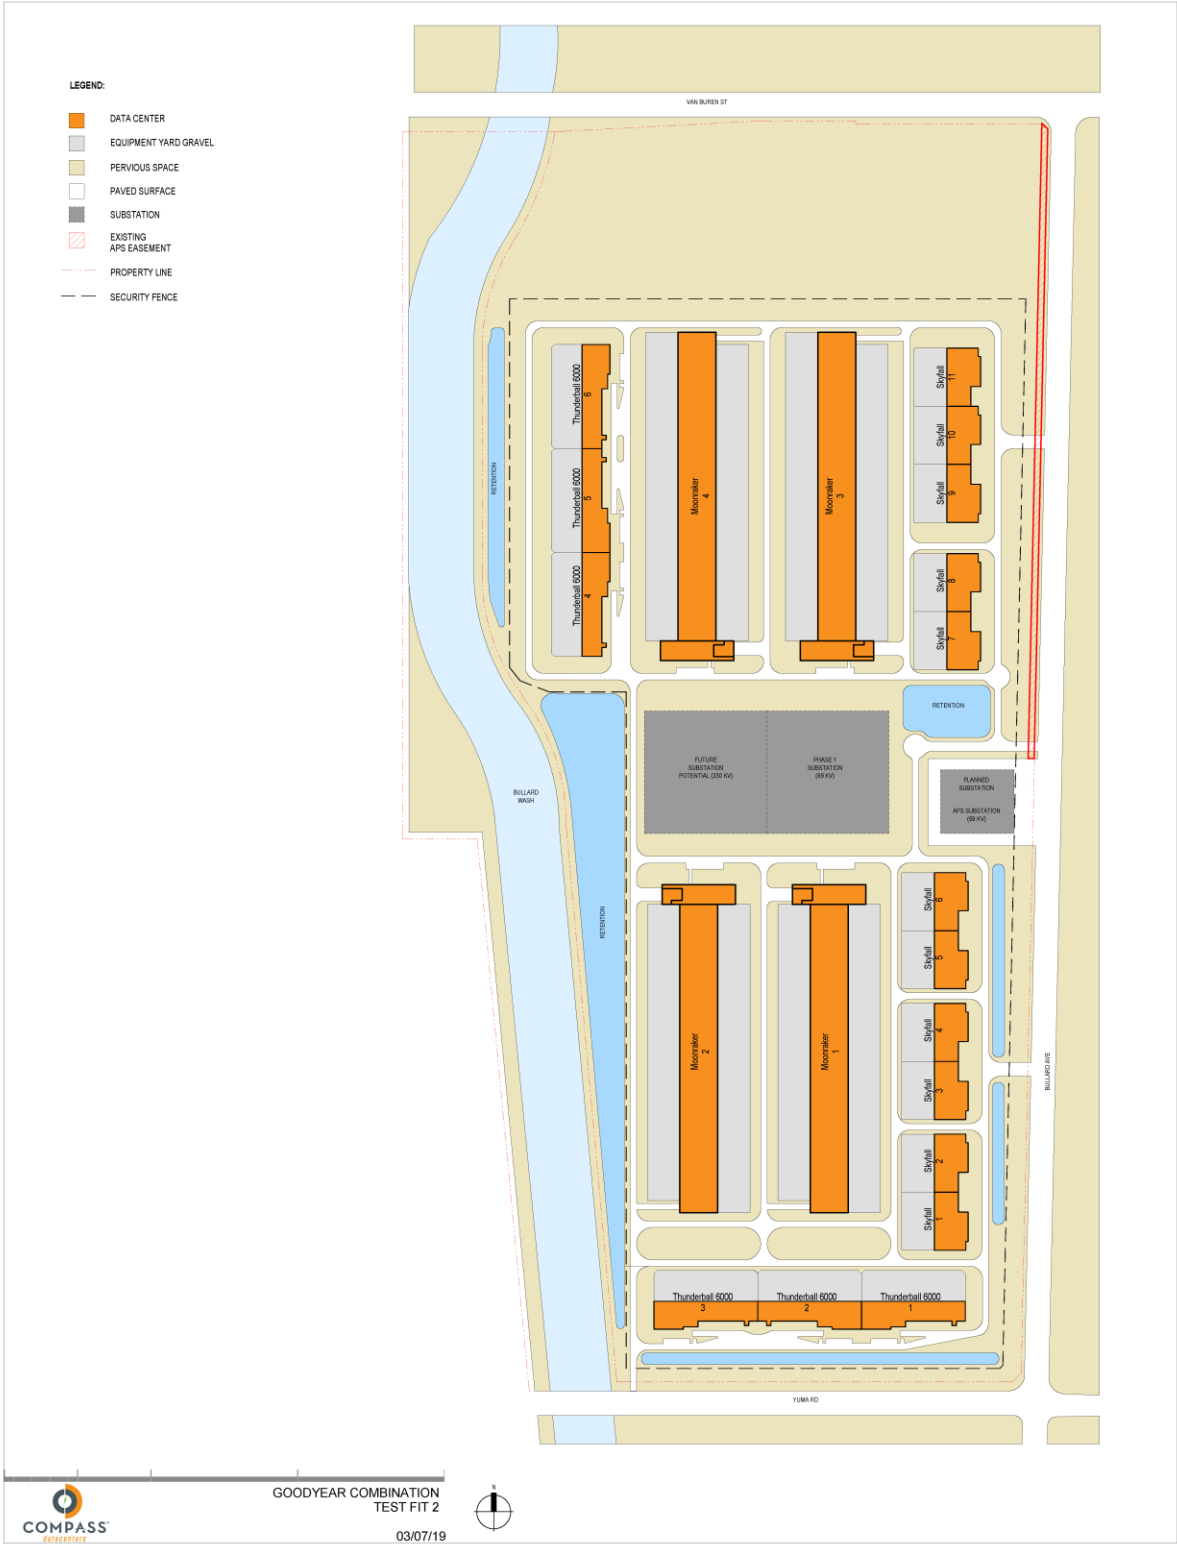 LEGEND:
DATA CENTER
EQUIPMENT YARD GRAVEL
PERVIOUS SPACE
PAVED SURFACE
SUBSTATION
EXISTING
APS EASEMENT
PROPERTY LINE
SECURITY FENCE
VAN BUREN ST
Thunderball 6000
6
Thunderball 6000
5
Thunderball 6000
4
RETENTION
Moonraker
4
Moonraker
3
Skyfall
11
Skyfall
10
Skyfall
9
Skyfall
8
Skyfall
7
RETENTION
FUTURE
SUBSTATION
POTENTIAL (230 KV)
PHASE 1
SUBSTATION
(69 KV)
PLANNED
SUBSTATION
APS SUBSTATION
(69 KV)
BULLARD
WASH
RETENTION
Moonraker
2
Moonraker
1
Skyfall
6
Skyfall
5
Skyfall
4
Skyfall
3
Skyfall
2
Skyfall
1
BULLARD AVE
Thunderball 6000
3
Thunderball 6000
2
Thunderball 6000
1
YUMA RD
GOODYEAR COMBINATION
TEST FIT 2
03/07/19
N
COMPASS
datacenters